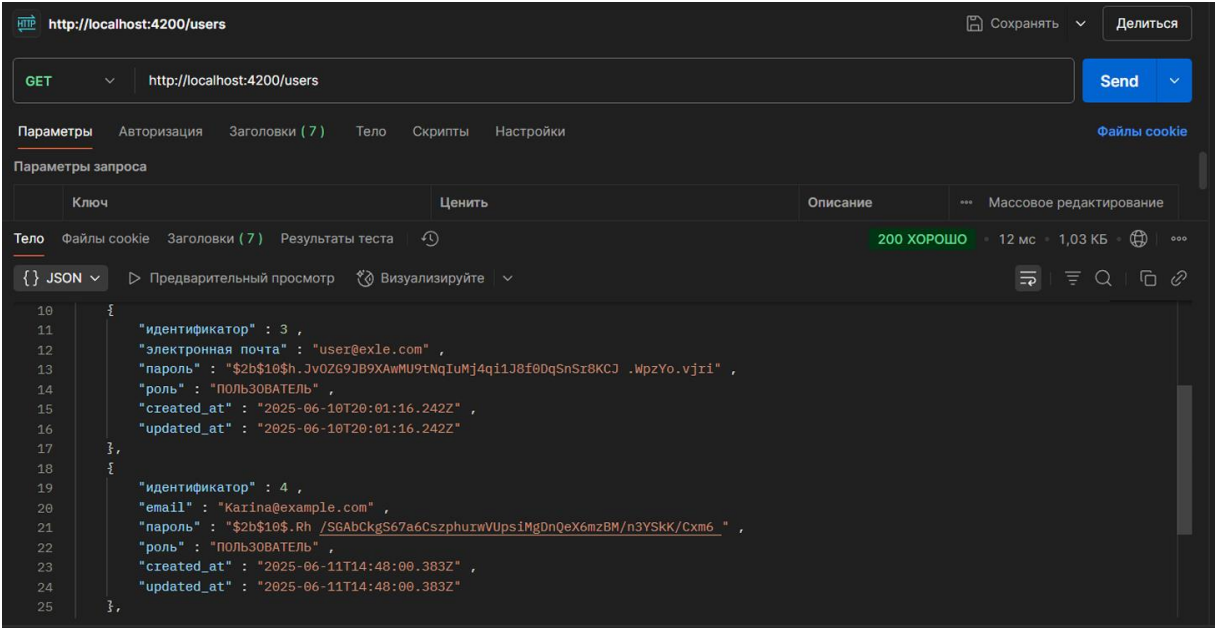 HTTP http://localhost:4200/users Сохранять Делиться
GET http://localhost:4200/users Send
Параметры Авторизация Заголовки ( 7 ) Тело Скрипты Настройки Файлы cookie
Параметры запроса
Ключ Ценить Описание ••• Массовое редактирование
Тело Файлы cookie Заголовки ( 7 ) Результаты теста 200 ХОРОШО • 12 мс • 1,03 КБ •
{ } JSON Предварительный просмотр Визуализируйте
10 {
11 "идентификатор" : 3 ,
12 "электронная почта" : "user@exle.com" ,
13 "пароль" : "$2b$10$h.JvOZG9JB9XAwMU9tNqIuMj4qi1J8f0DqSnSr8KCJ .WpzYo.vjri" ,
14 "роль" : "ПОЛЬЗОВАТЕЛЬ" ,
15 "created_at" : "2025-06-10T20:01:16.242Z" ,
16 "updated_at" : "2025-06-10T20:01:16.242Z"
17 },
18 {
19 "идентификатор" : 4 ,
20 "email" : "Karina@example.com" ,
21 "пароль" : "$2b$10$.Rh /SGAbCkgS67a6CszphurwVUpsiMgDnQeX6mzBM/n3YSkK/Cxm6 " ,
22 "роль" : "ПОЛЬЗОВАТЕЛЬ" ,
23 "created_at" : "2025-06-11T14:48:00.383Z" ,
24 "updated_at" : "2025-06-11T14:48:00.383Z"
25 },